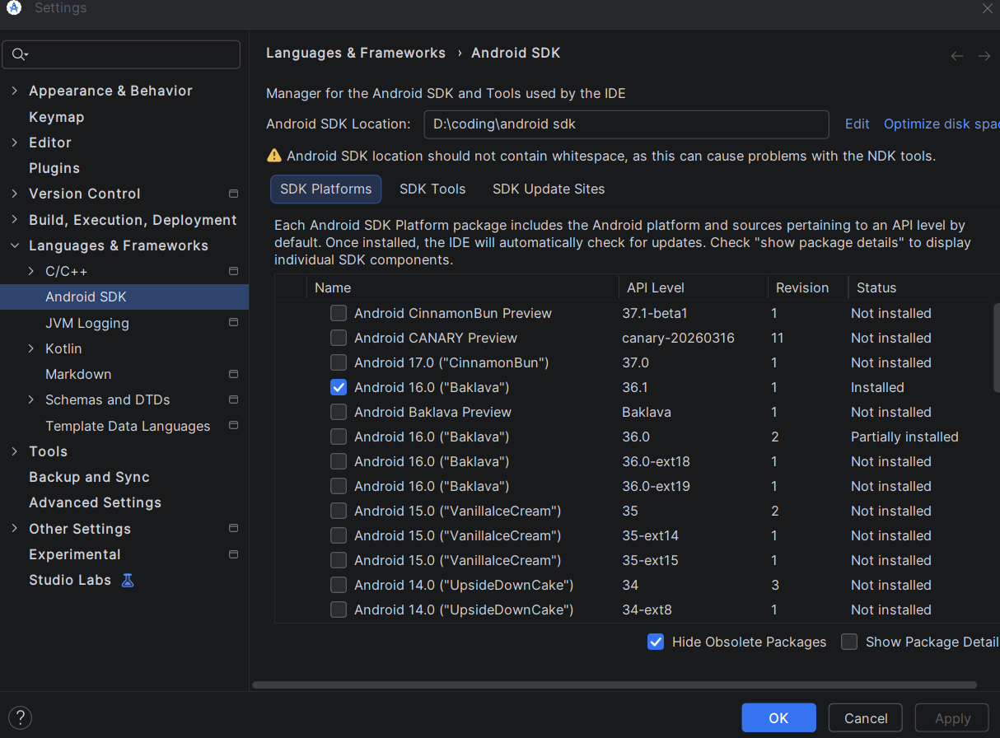 Settings
Languages & Frameworks › Android SDK
Appearance & Behavior
Keymap
Editor
Plugins
Version Control
Build, Execution, Deployment
Languages & Frameworks
C/C++
Android SDK
JVM Logging
Kotlin
Markdown
Schemas and DTDs
Template Data Languages
Tools
Backup and Sync
Advanced Settings
Other Settings
Experimental
Studio Labs
Manager for the Android SDK and Tools used by the IDE
Android SDK Location: D:\coding\android sdk Edit Optimize disk spac
Android SDK location should not contain whitespace, as this can cause problems with the NDK tools.
SDK Platforms SDK Tools SDK Update Sites
Each Android SDK Platform package includes the Android platform and sources pertaining to an API level by
default. Once installed, the IDE will automatically check for updates. Check "show package details" to display
individual SDK components.
Name API Level Revision Status
Android CinnamonBun Preview 37.1-beta1 1 Not installed
Android CANARY Preview canary-20260316 11 Not installed
Android 17.0 ("CinnamonBun") 37.0 1 Not installed
Android 16.0 ("Baklava") 36.1 1 Installed
Android Baklava Preview Baklava 1 Not installed
Android 16.0 ("Baklava") 36.0 2 Partially installed
Android 16.0 ("Baklava") 36.0-ext18 1 Not installed
Android 16.0 ("Baklava") 36.0-ext19 1 Not installed
Android 15.0 ("VanillaIceCream") 35 2 Not installed
Android 15.0 ("VanillaIceCream") 35-ext14 1 Not installed
Android 15.0 ("VanillaIceCream") 35-ext15 1 Not installed
Android 14.0 ("UpsideDownCake") 34 3 Not installed
Android 14.0 ("UpsideDownCake") 34-ext8 1 Not installed
Hide Obsolete Packages Show Package Detail
? OK Cancel Apply